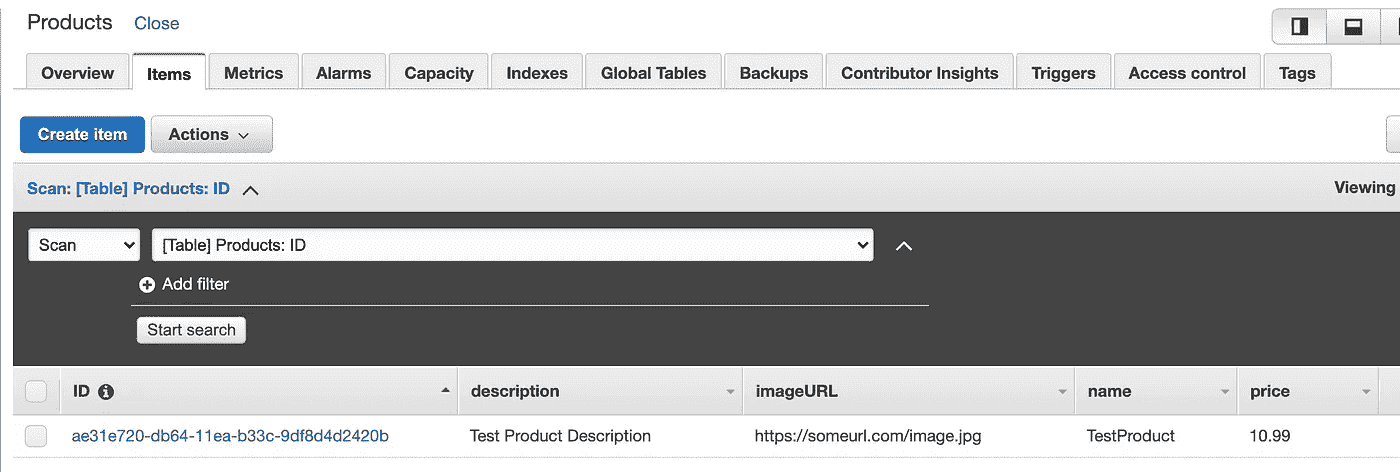 Products Close
Overview Items Metrics Alarms Capacity Indexes Global Tables Backups Contributor Insights Triggers Access control Tags
Create item Actions
Scan: [Table] Products: ID Viewing
Scan [Table] Products: ID
Add filter
Start search
ID description imageURL name price
ae31e720-db64-11ea-b33c-9df8d4d2420b Test Product Description https://someurl.com/image.jpg TestProduct 10.99